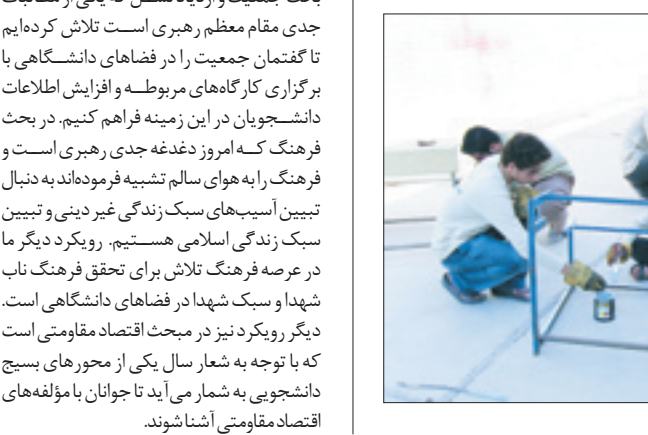 جدی مقام معظم رهبری است تلاش کرده‌ایم
تا گفتمان جمعیت را در فضاهای دانشگاهی با
برگزاری کارگاه‌های مربوطه و افزایش اطلاعات
دانشجویان در این زمینه فراهم کنیم. در بحث
فرهنگ که امروز دغدغه جدی رهبری است و
فرهنگ را به هوای سالم تشبیه فرموده‌اند به دنبال
تبیین آسیب‌های سبک زندگی غیر دینی و تبیین
سبک زندگی اسلامی هستیم. رویکرد دیگر ما
در عرصه فرهنگ تلاش برای تحقق فرهنگ ناب
شهدا و سبک شهدا در فضاهای دانشگاهی است.
دیگر رویکرد نیز در مبحث اقتصاد مقاومتی است
که با توجه به شعار سال یکی از محورهای بسیج
دانشجویی به شمار می‌آید تا جوانان با مؤلفه‌های
اقتصاد مقاومتی آشنا شوند.